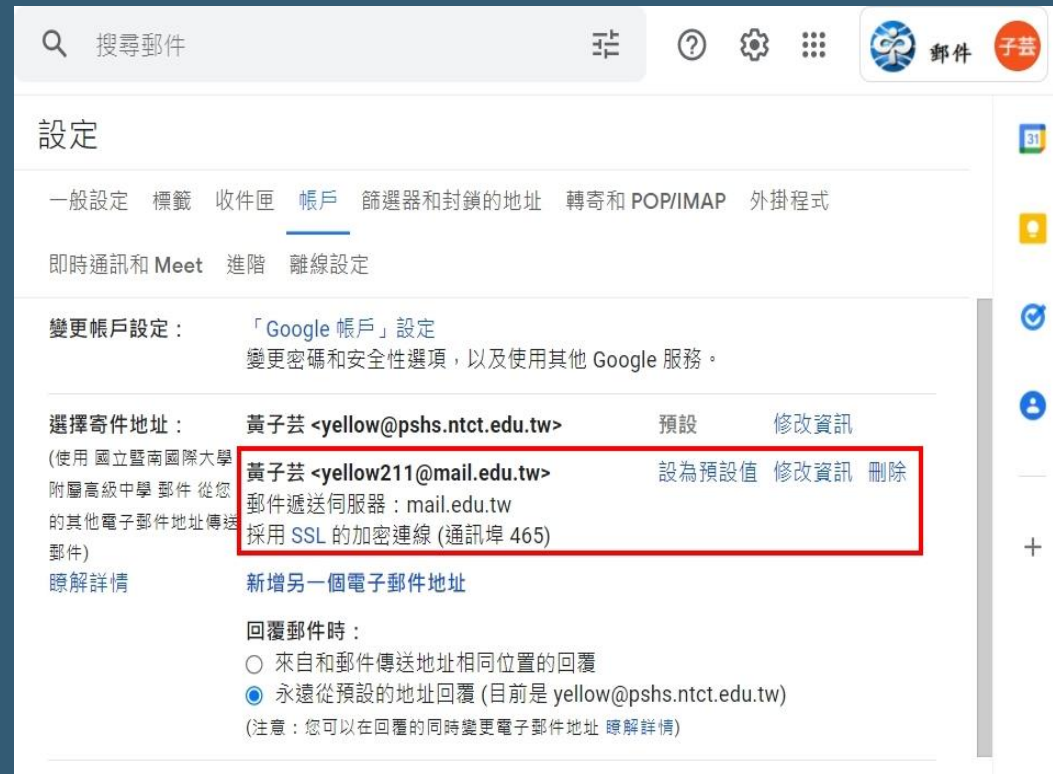 搜尋郵件
郵件 子芸
設定
31
一般設定 標籤 收件匣 帳戶 篩選器和封鎖的地址 轉寄和 POP/IMAP 外掛程式
即時通訊和 Meet 進階 離線設定
變更帳戶設定： 「Google 帳戶」設定
變更密碼和安全性選項，以及使用其他 Google 服務。
選擇寄件地址：
(使用 國立暨南國際大學
附屬高級中學 郵件 從您
的其他電子郵件地址傳送
郵件)
瞭解詳情
黃子芸 <yellow@pshs.ntct.edu.tw> 預設 修改資訊
黃子芸 <yellow211@mail.edu.tw> 設為預設值 修改資訊 刪除
郵件遞送伺服器：mail.edu.tw
採用 SSL 的加密連線 (通訊埠 465)
新增另一個電子郵件地址
回覆郵件時：
來自和郵件傳送地址相同位置的回覆
永遠從預設的地址回覆 (目前是 yellow@pshs.ntct.edu.tw)
(注意：您可以在回覆的同時變更電子郵件地址 瞭解詳情)